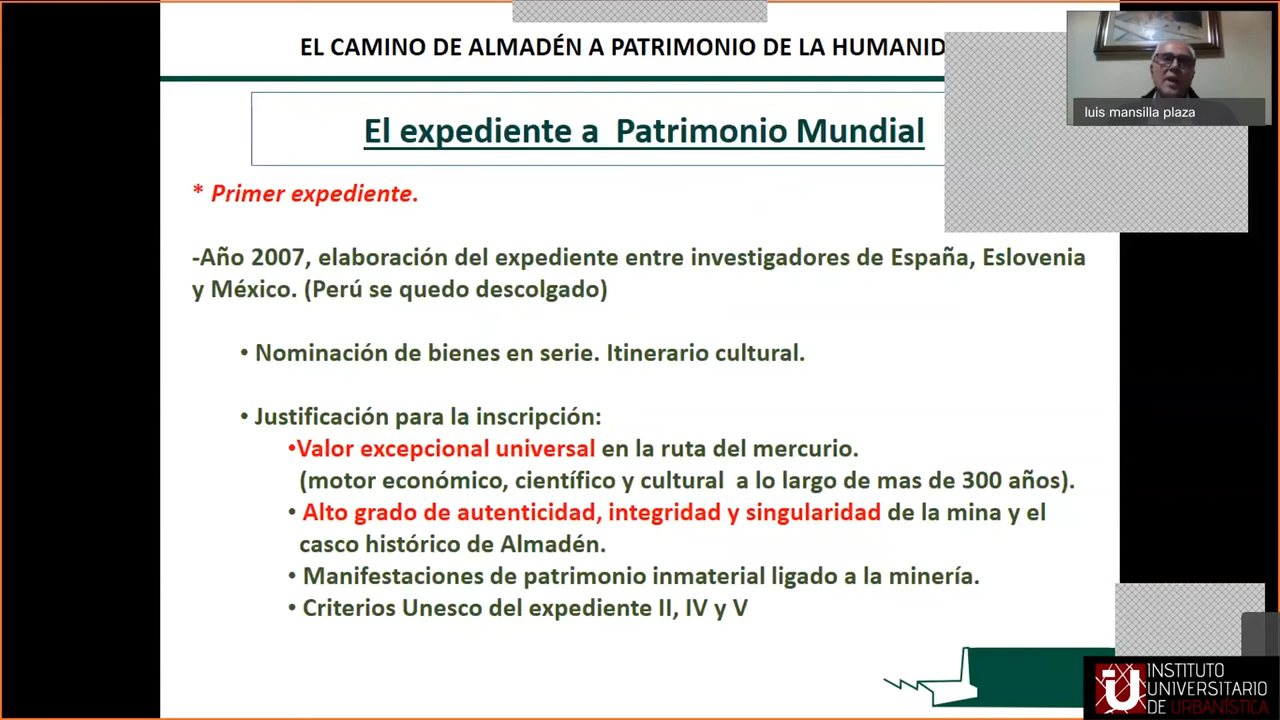 EL CAMINO DE ALMADÉN A PATRIMONIO DE LA HUMANID
luis mansilla plaza
El expediente a Patrimonio Mundial
* Primer expediente.
-Año 2007, elaboración del expediente entre investigadores de España, Eslovenia
y México. (Perú se quedo descolgado)
• Nominación de bienes en serie. Itinerario cultural.
• Justificación para la inscripción:
•Valor excepcional universal en la ruta del mercurio.
(motor económico, científico y cultural a lo largo de mas de 300 años).
• Alto grado de autenticidad, integridad y singularidad de la mina y el
casco histórico de Almadén.
• Manifestaciones de patrimonio inmaterial ligado a la minería.
• Criterios Unesco del expediente II, IV y V
iU INSTITUTO
UNIVERSITARIO
DE URBANÍSTICA